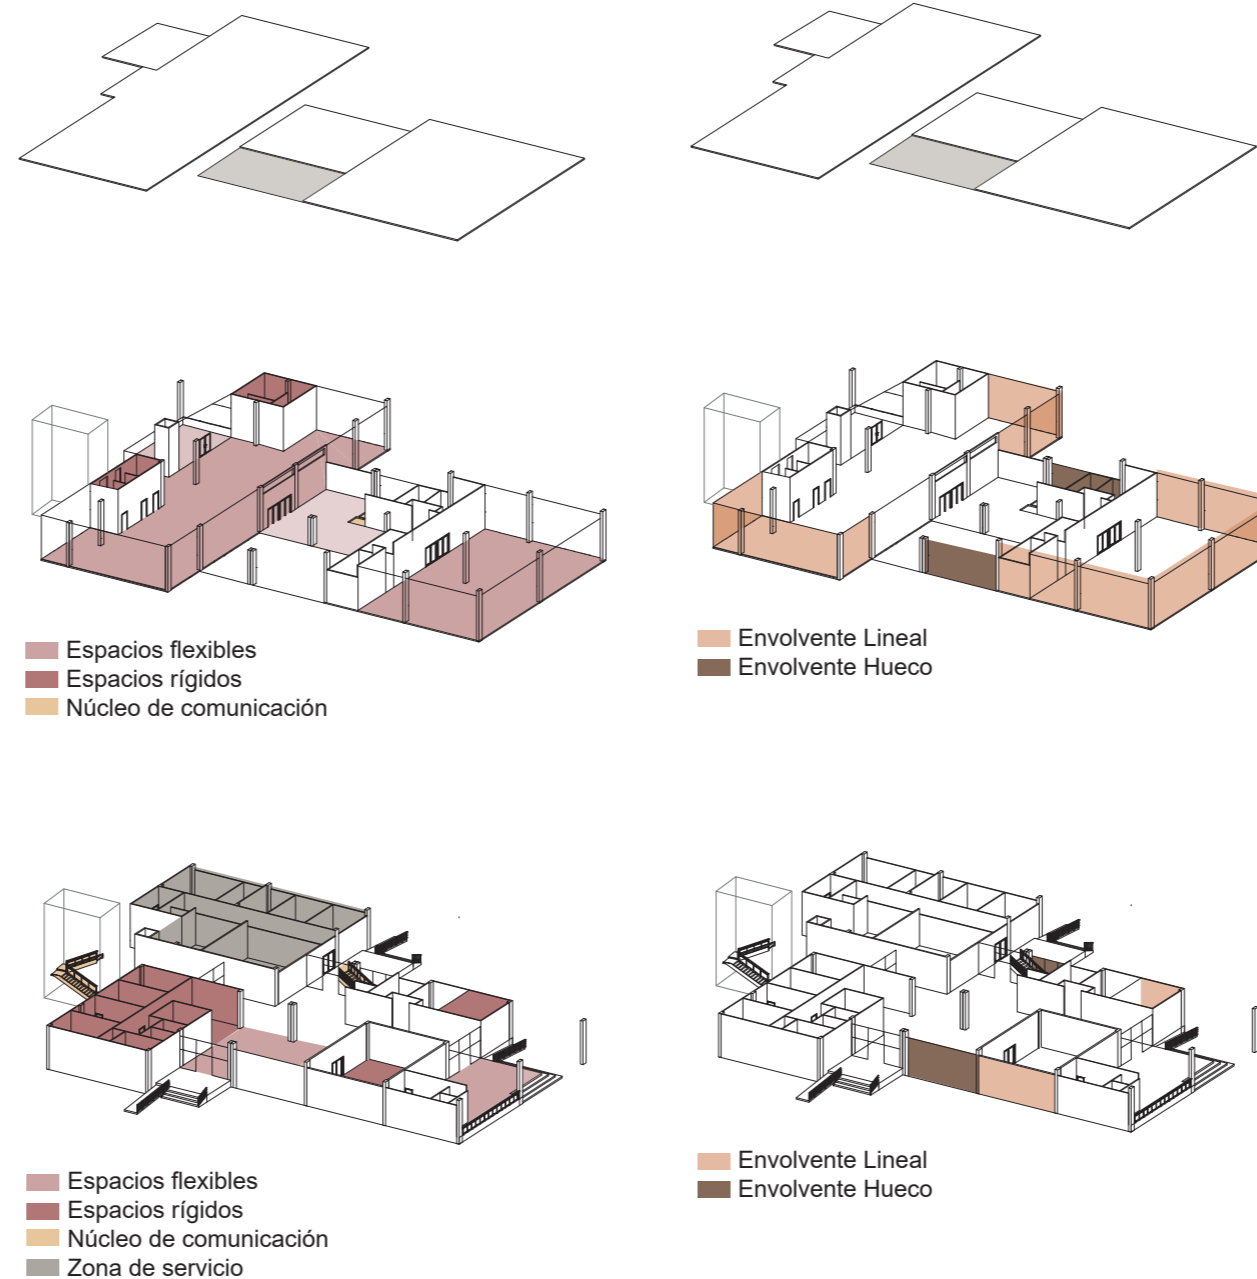 Espacios flexibles
Espacios rígidos
Núcleo de comunicación
Envolvente Lineal
Envolvente Hueco
Espacios flexibles
Espacios rígidos
Núcleo de comunicación
Zona de servicio
Envolvente Lineal
Envolvente Hueco